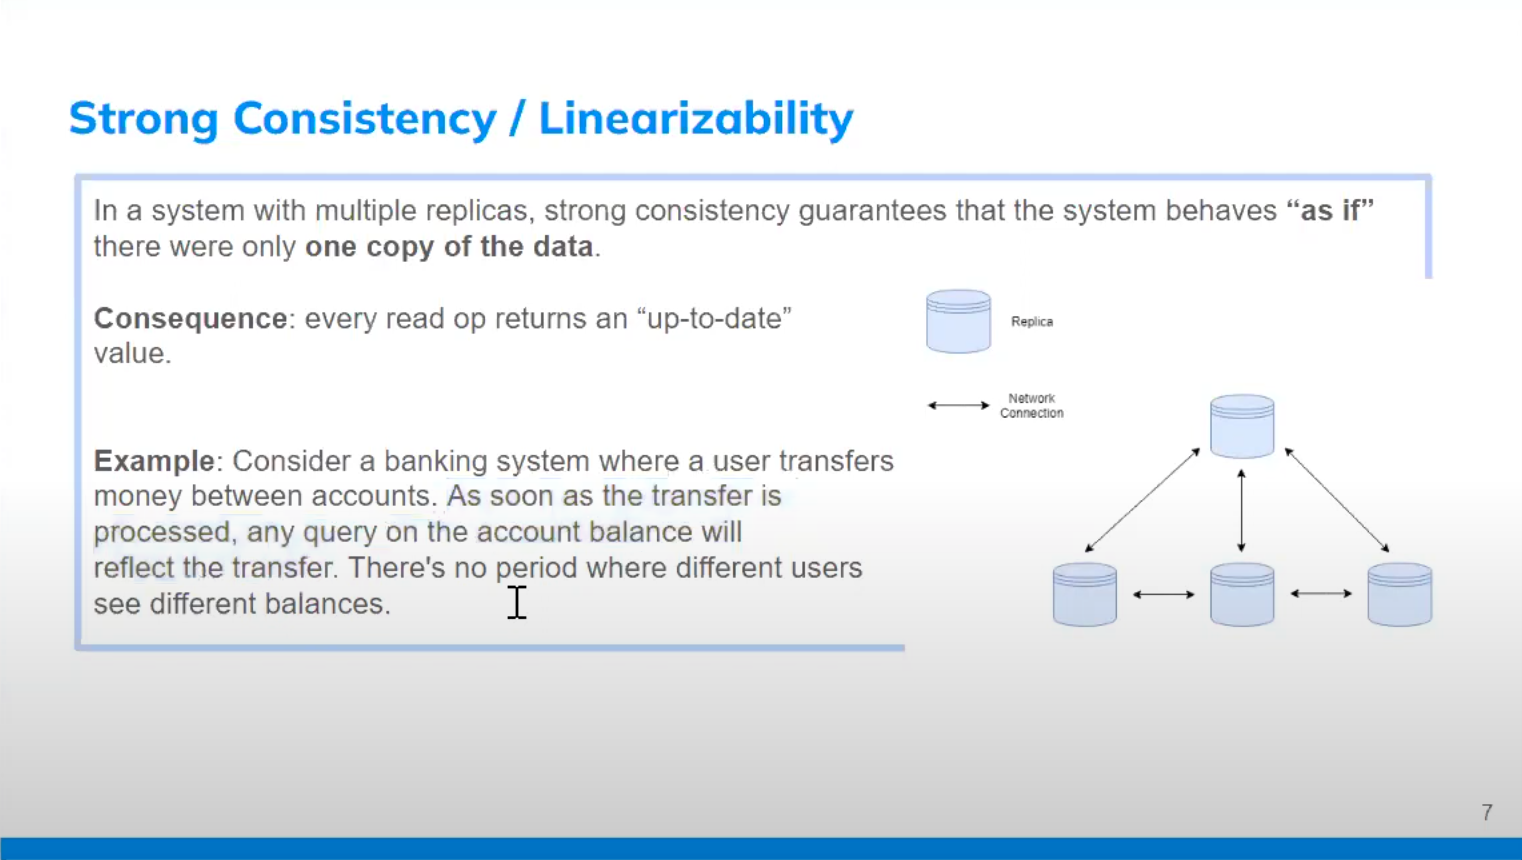 Strong Consistency / Linearizability
In a system with multiple replicas, strong consistency guarantees that the system behaves “as if”
there were only one copy of the data.
Consequence: every read op returns an “up-to-date”
value.
Replica
Network
Connection
Example: Consider a banking system where a user transfers
money between accounts. As soon as the transfer is
processed, any query on the account balance will
reflect the transfer. There's no period where different users
see different balances.
7